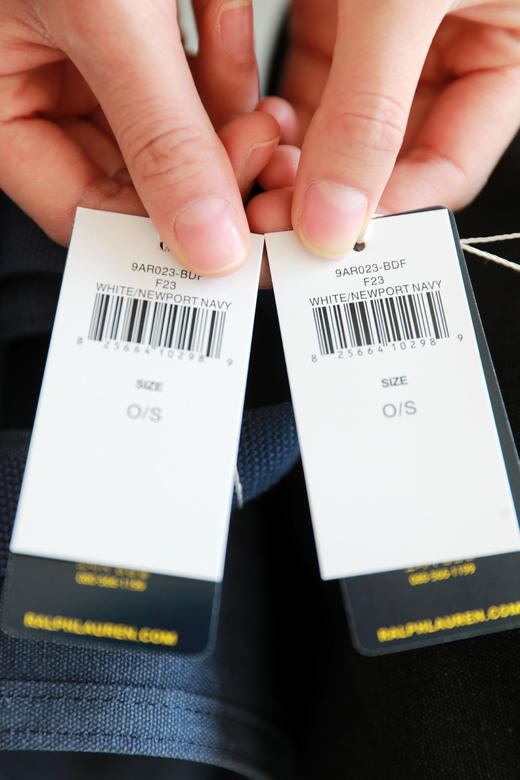 9AR023-BDF
F23
WHITE/NEWPORT NAVY
8 25664 10298 9
SIZE
O/S
RALPHLAUREN.COM
9AR023-BDF
F23
WHITE/NEWPORT NAVY
8 25664 10298 9
SIZE
O/S
RALPHLAUREN.COM